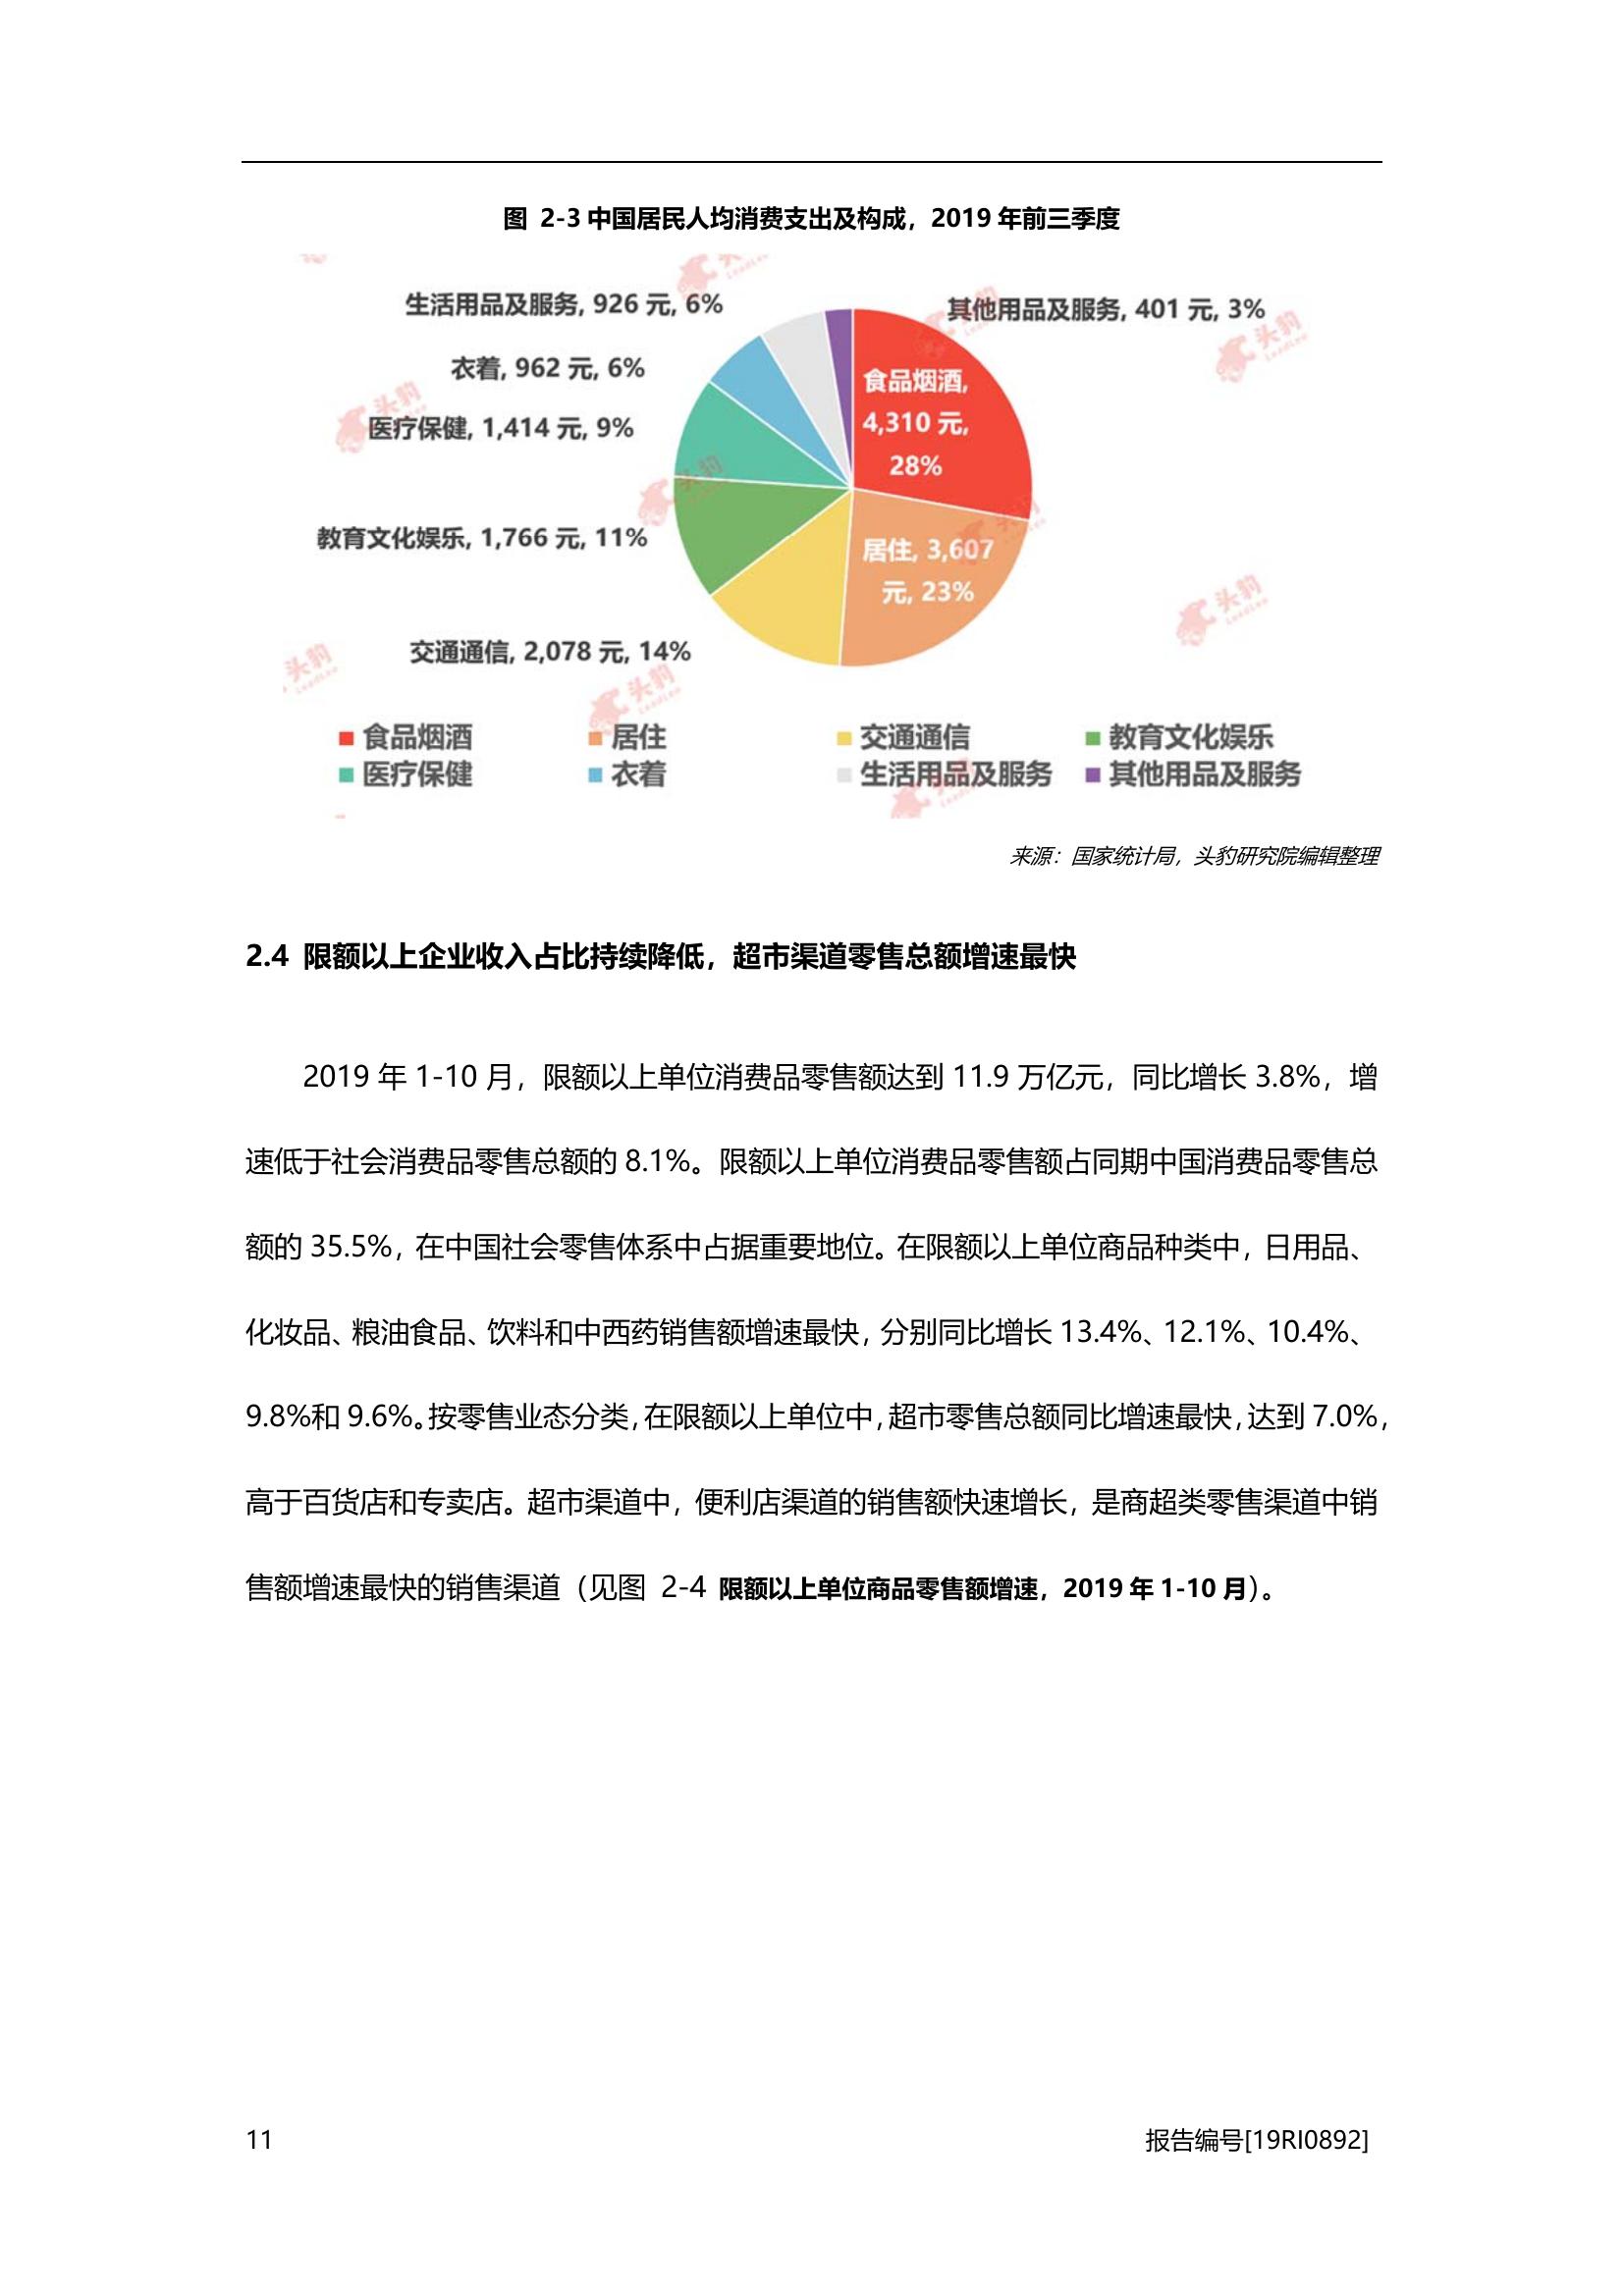 图 2-3 中国居民人均消费支出及构成，2019 年前三季度
生活用品及服务, 926 元, 6%
其他用品及服务, 401 元, 3%
衣着, 962 元, 6%
食品烟酒,
4,310 元,
28%
医疗保健, 1,414 元, 9%
教育文化娱乐, 1,766 元, 11%
居住, 3,607
元, 23%
交通通信, 2,078 元, 14%
食品烟酒 居住 交通通信 教育文化娱乐
医疗保健 衣着 生活用品及服务 其他用品及服务
头豹
LeadLeo
来源：国家统计局，头豹研究院编辑整理
2.4 限额以上企业收入占比持续降低，超市渠道零售总额增速最快
2019 年 1-10 月，限额以上单位消费品零售额达到 11.9 万亿元，同比增长 3.8%，增
速低于社会消费品零售总额的 8.1%。限额以上单位消费品零售额占同期中国消费品零售总
额的 35.5%，在中国社会零售体系中占据重要地位。在限额以上单位商品种类中，日用品、
化妆品、粮油食品、饮料和中西药销售额增速最快，分别同比增长 13.4%、12.1%、10.4%、
9.8%和 9.6%。按零售业态分类，在限额以上单位中，超市零售总额同比增速最快，达到 7.0%，
高于百货店和专卖店。超市渠道中，便利店渠道的销售额快速增长，是商超类零售渠道中销
售额增速最快的销售渠道（见图 2-4 限额以上单位商品零售额增速，2019 年 1-10 月）。
11
报告编号[19RI0892]